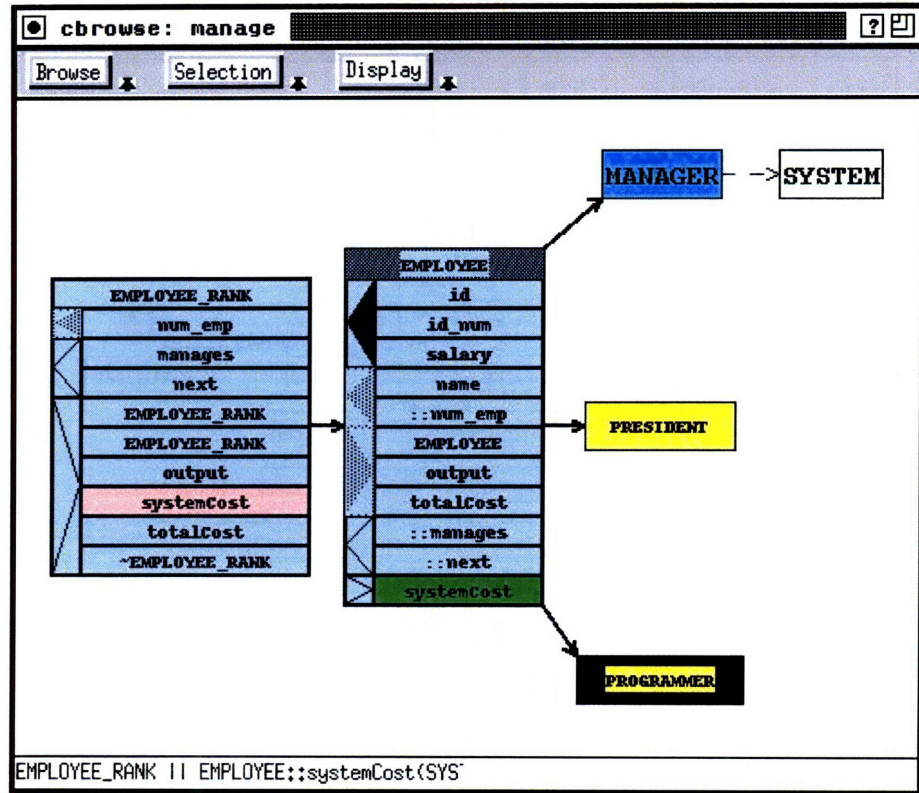 cbrowse: manage ?
Browse Selection Display
MANAGER SYSTEM
EMPLOYEE_RANK
num_emp
manages
next
EMPLOYEE_RANK
EMPLOYEE_RANK
output
systemCost
totalCost
~EMPLOYEE_RANK
EMPLOYEE
id
id_num
salary
name
::num_emp
EMPLOYEE
output
totalCost
::manages
::next
systemCost
PRESIDENT
PROGRAMMER
EMPLOYEE_RANK || EMPLOYEE::systemCost(SYS